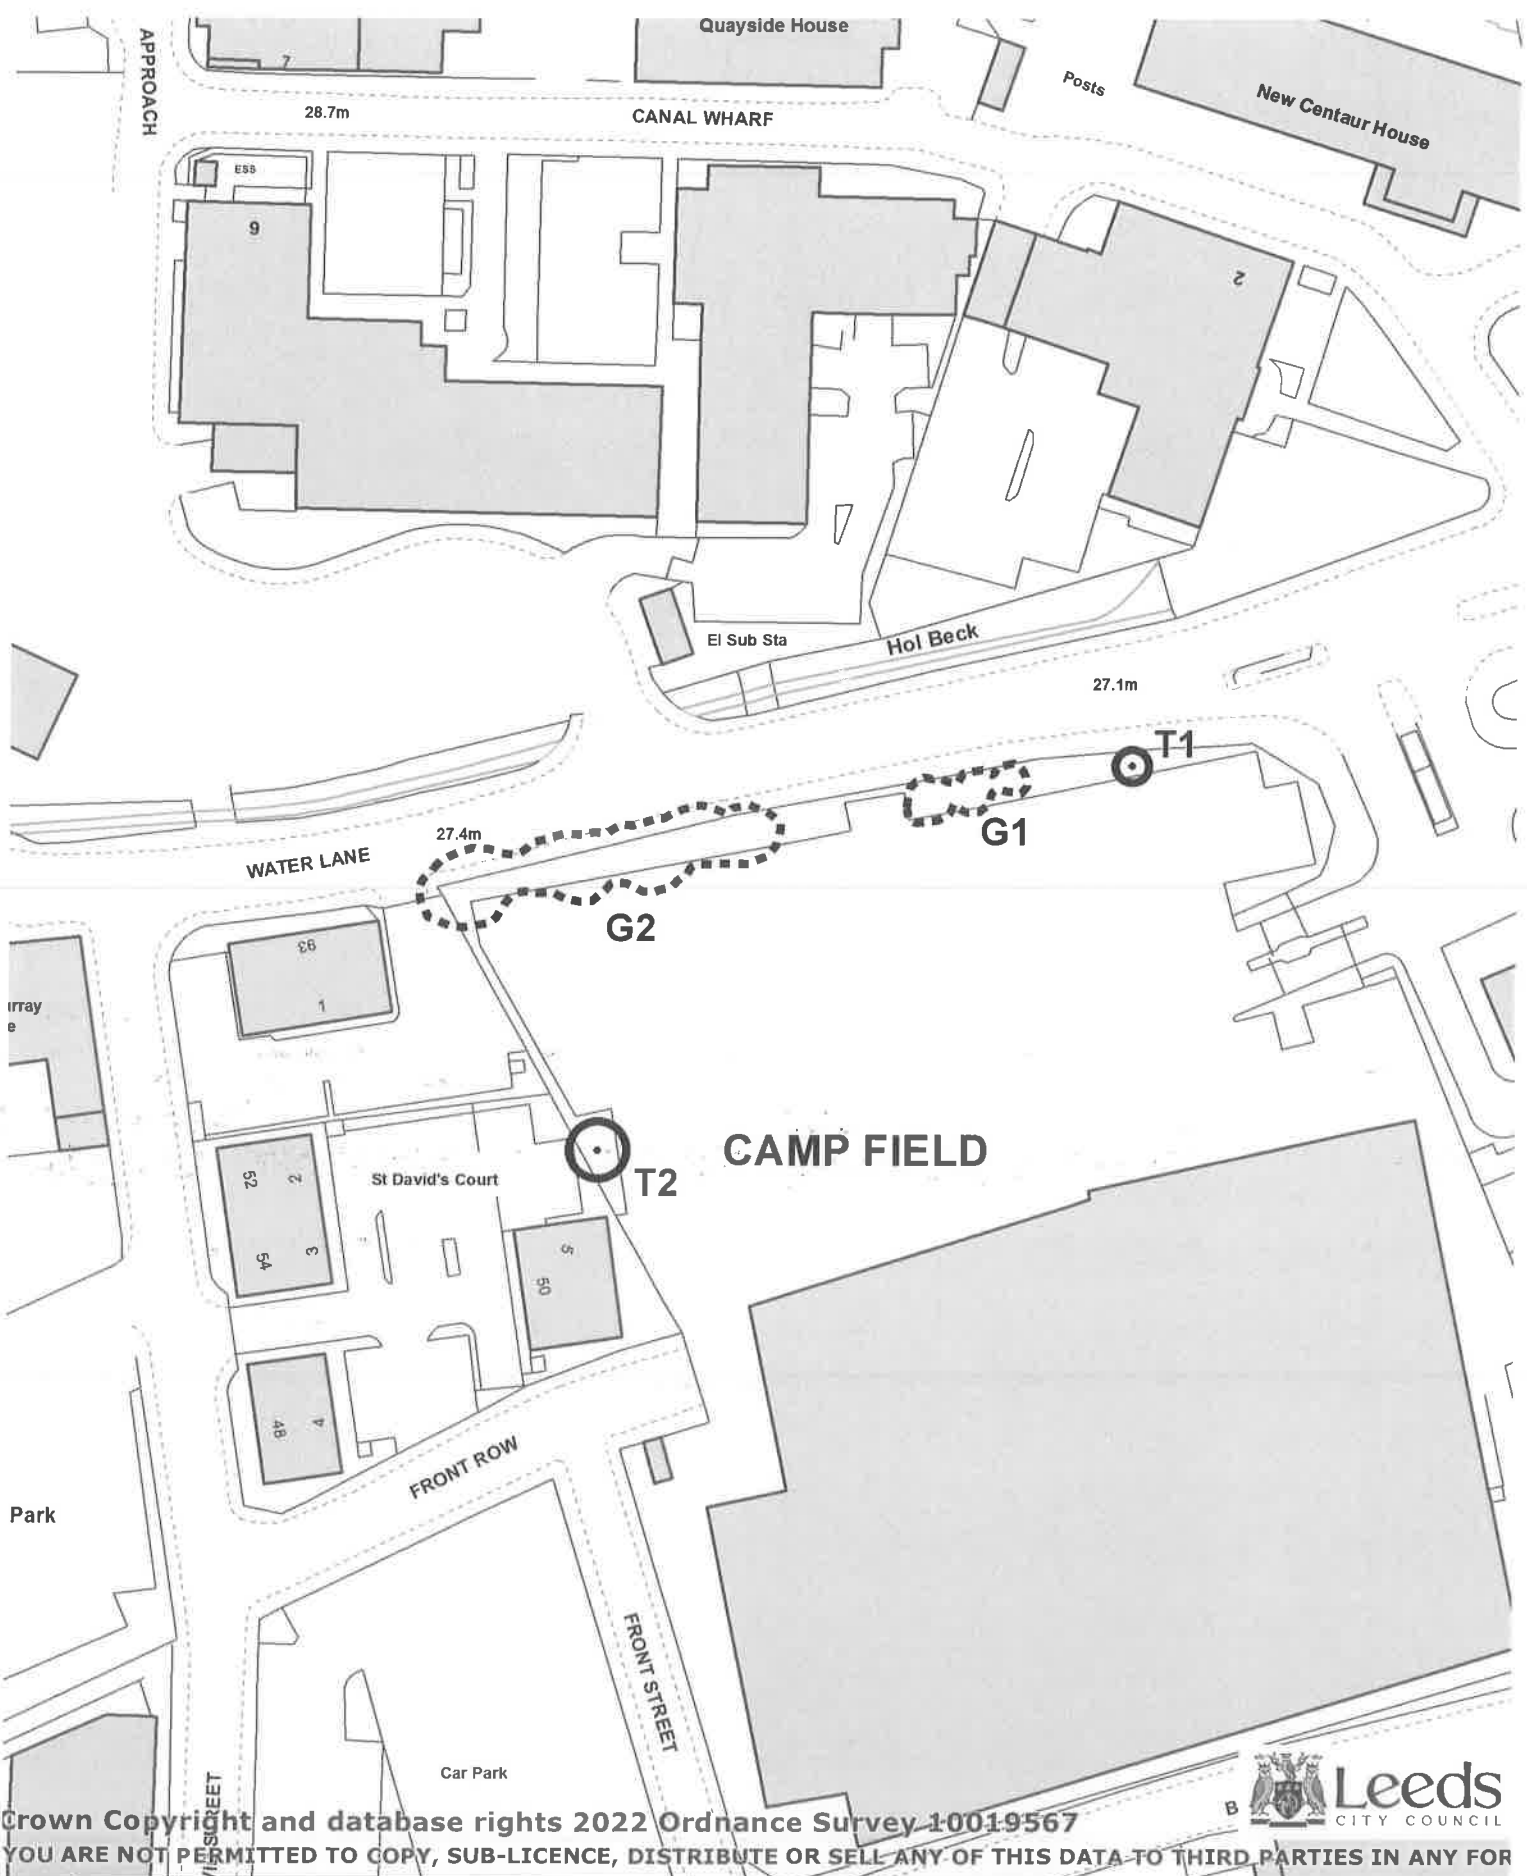 Quayside House
APPROACH
7
Posts
28.7m
CANAL WHARF
New Centaur House
ESS
9
2
El Sub Sta
Hol Beck
27.1m
T1
27.4m
G1
WATER LANE
G2
93
1
CAMP FIELD
T2
St David's Court
52
2
54
3
5
50
48
4
FRONT ROW
Park
FRONT STREET
Car Park
STREET
B
Leeds
CITY COUNCIL
Crown Copyright and database rights 2022 Ordnance Survey 10019567
YOU ARE NOT PERMITTED TO COPY, SUB-LICENCE, DISTRIBUTE OR SELL ANY OF THIS DATA TO THIRD PARTIES IN ANY FOR